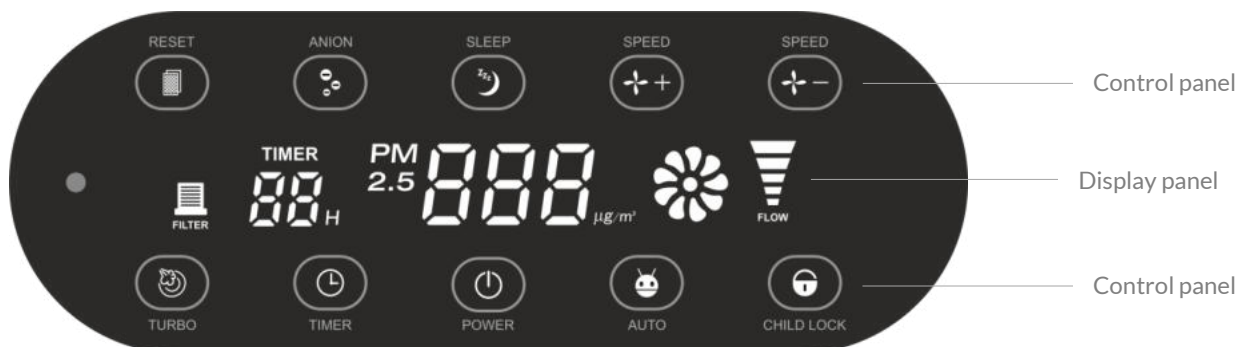 RESET ANION SLEEP SPEED SPEED
Control panel
TIMER
PM
2.5
888
88 H
µg/m³
FILTER
FLOW
Display panel
TURBO TIMER POWER AUTO CHILD LOCK
Control panel